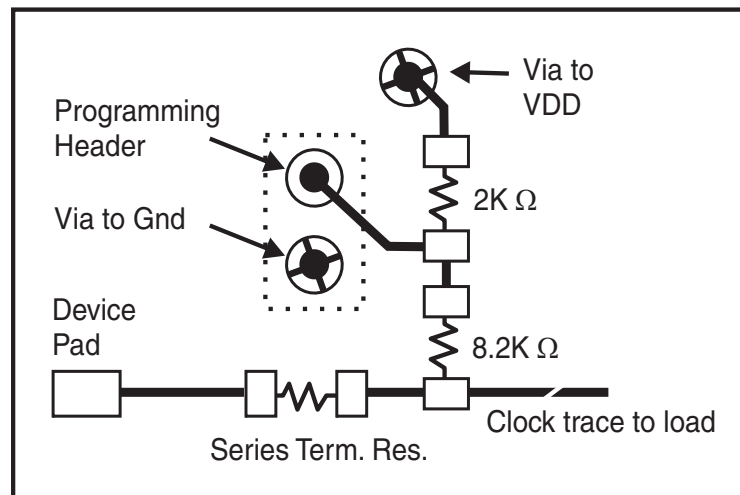 Via to
VDD
Programming
Header
2K Ω
Via to Gnd
Device
Pad
8.2K Ω
Clock trace to load
Series Term. Res.